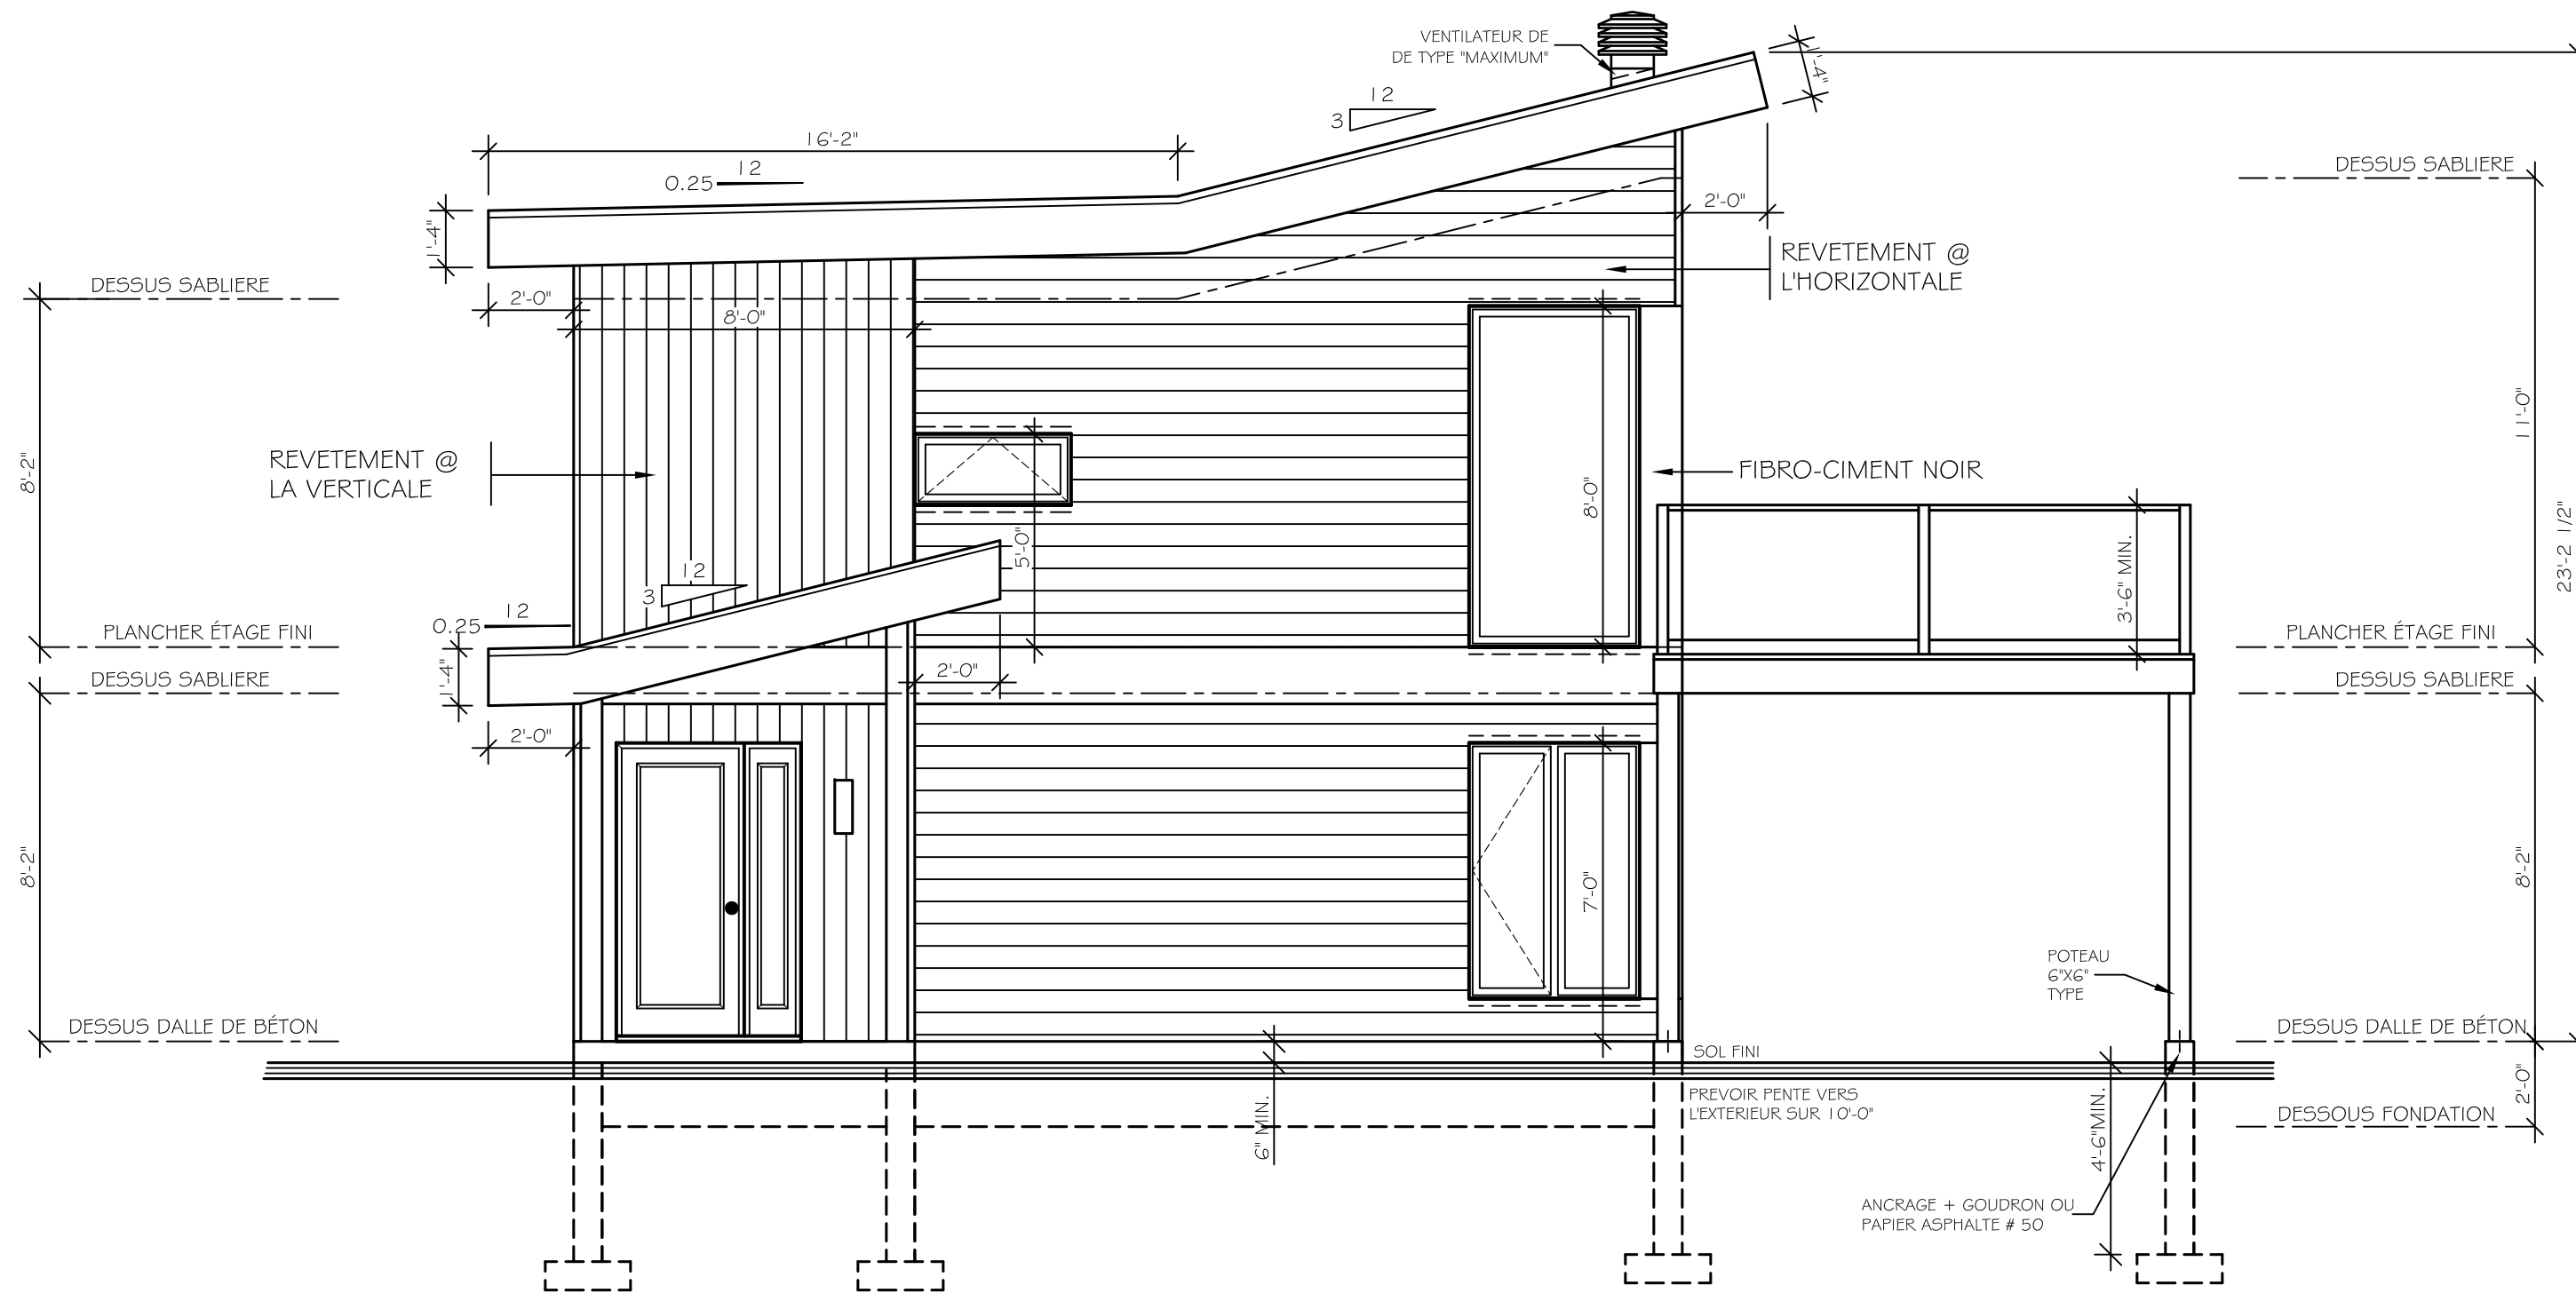 VENTILATEUR DE
DE TYPE "MAXIMUM"
1'-4"
12
3
16'-2"
12
0.25
1'-4"
DESSUS SABLIERE
2'-0"
REVETEMENT @
L'HORIZONTALE
DESSUS SABLIERE
2'-0"
8'-0"
11'-0"
8'-2"
REVETEMENT @
LA VERTICALE
FIBRO-CIMENT NOIR
8'-0"
5'-0"
3'-6" MIN.
23'-2 1/2"
12
3
12
0.25
PLANCHER ÉTAGE FINI
PLANCHER ÉTAGE FINI
1'-4"
2'-0"
DESSUS SABLIERE
DESSUS SABLIERE
2'-0"
8'-2"
7'-0"
8'-2"
POTEAU
6"X6"
TYPE
DESSUS DALLE DE BÉTON
DESSUS DALLE DE BÉTON
SOL FINI
PREVOIR PENTE VERS
L'EXTERIEUR SUR 10'-0"
6" MIN.
4'-6"MIN.
2'-0"
DESSOUS FONDATION
ANCRAGE + GOUDRON OU
PAPIER ASPHALTE # 50